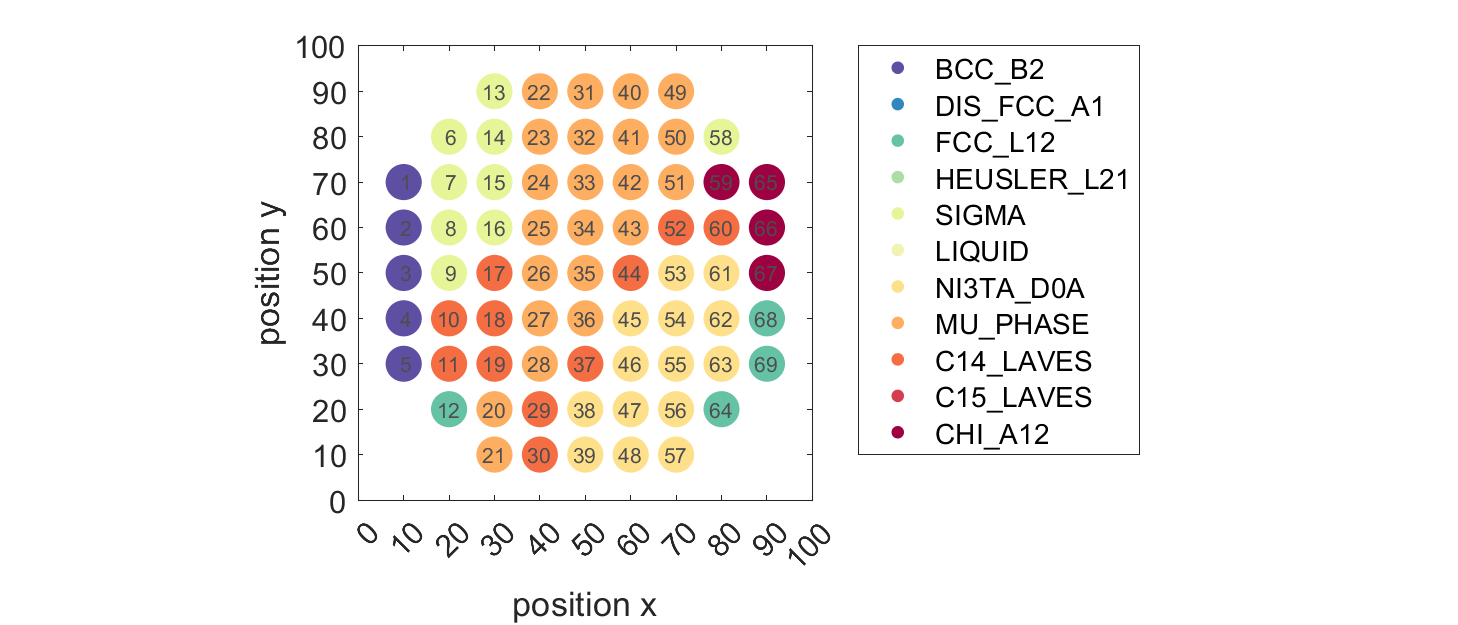 100
90
80
70
60
50
40
30
20
10
0
position y
13 22 31 40 49
6 14 23 32 41 50 58
1 7 15 24 33 42 51 59 65
2 8 16 25 34 43 52 60 66
3 9 17 26 35 44 53 61 67
4 10 18 27 36 45 54 62 68
5 11 19 28 37 46 55 63 69
12 20 29 38 47 56 64
21 30 39 48 57
0 10 20 30 40 50 60 70 80 90 100
position x
BCC_B2
DIS_FCC_A1
FCC_L12
HEUSLER_L21
SIGMA
LIQUID
NI3TA_D0A
MU_PHASE
C14_LAVES
C15_LAVES
CHI_A12